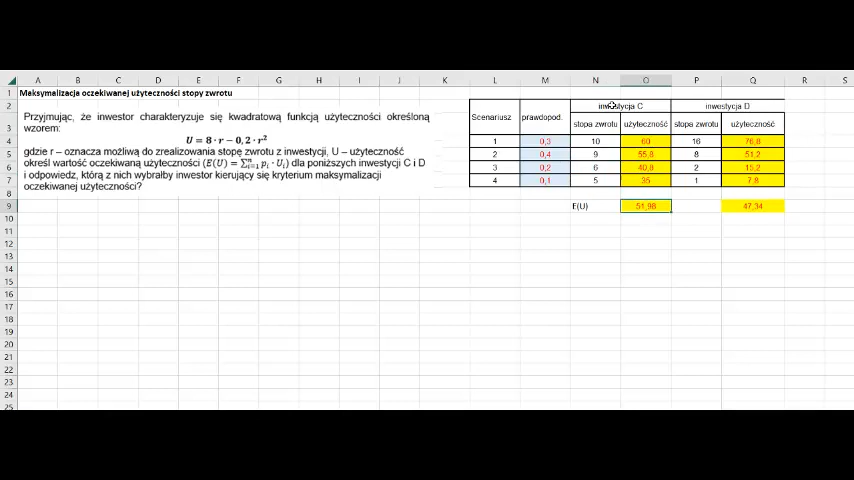 A B C D E F G H I J K L M N O P Q R S
1 Maksymalizacja oczekiwanej użyteczności stopy zwrotu
2 inwestycja C inwestycja D
Scenariusz prawdopod. stopa zwrotu użyteczność stopa zwrotu użyteczność
Przyjmując, że inwestor charakteryzuje się kwadratową funkcją użyteczności określoną
3 wzorem:
4 U = 8 · r − 0,2 · r² 1 0,3 10 60 16 76,8
5 gdzie r – oznacza możliwą do zrealizowania stopę zwrotu z inwestycji, U – użyteczność 2 0,4 9 55,8 8 51,2
6 określ wartość oczekiwaną użyteczności (E(U) = ∑ⁿᵢ₌₁ pᵢ · Uᵢ) dla poniższych inwestycji C i D 3 0,2 6 40,8 2 15,2
7 i odpowiedz, którą z nich wybrałby inwestor kierujący się kryterium maksymalizacji 4 0,1 5 35 1 7,8
oczekiwanej użyteczności?
8
9 E(U) 51,98 47,34
10
11
12
13
14
15
16
17
18
19
20
21
22
23
24
25